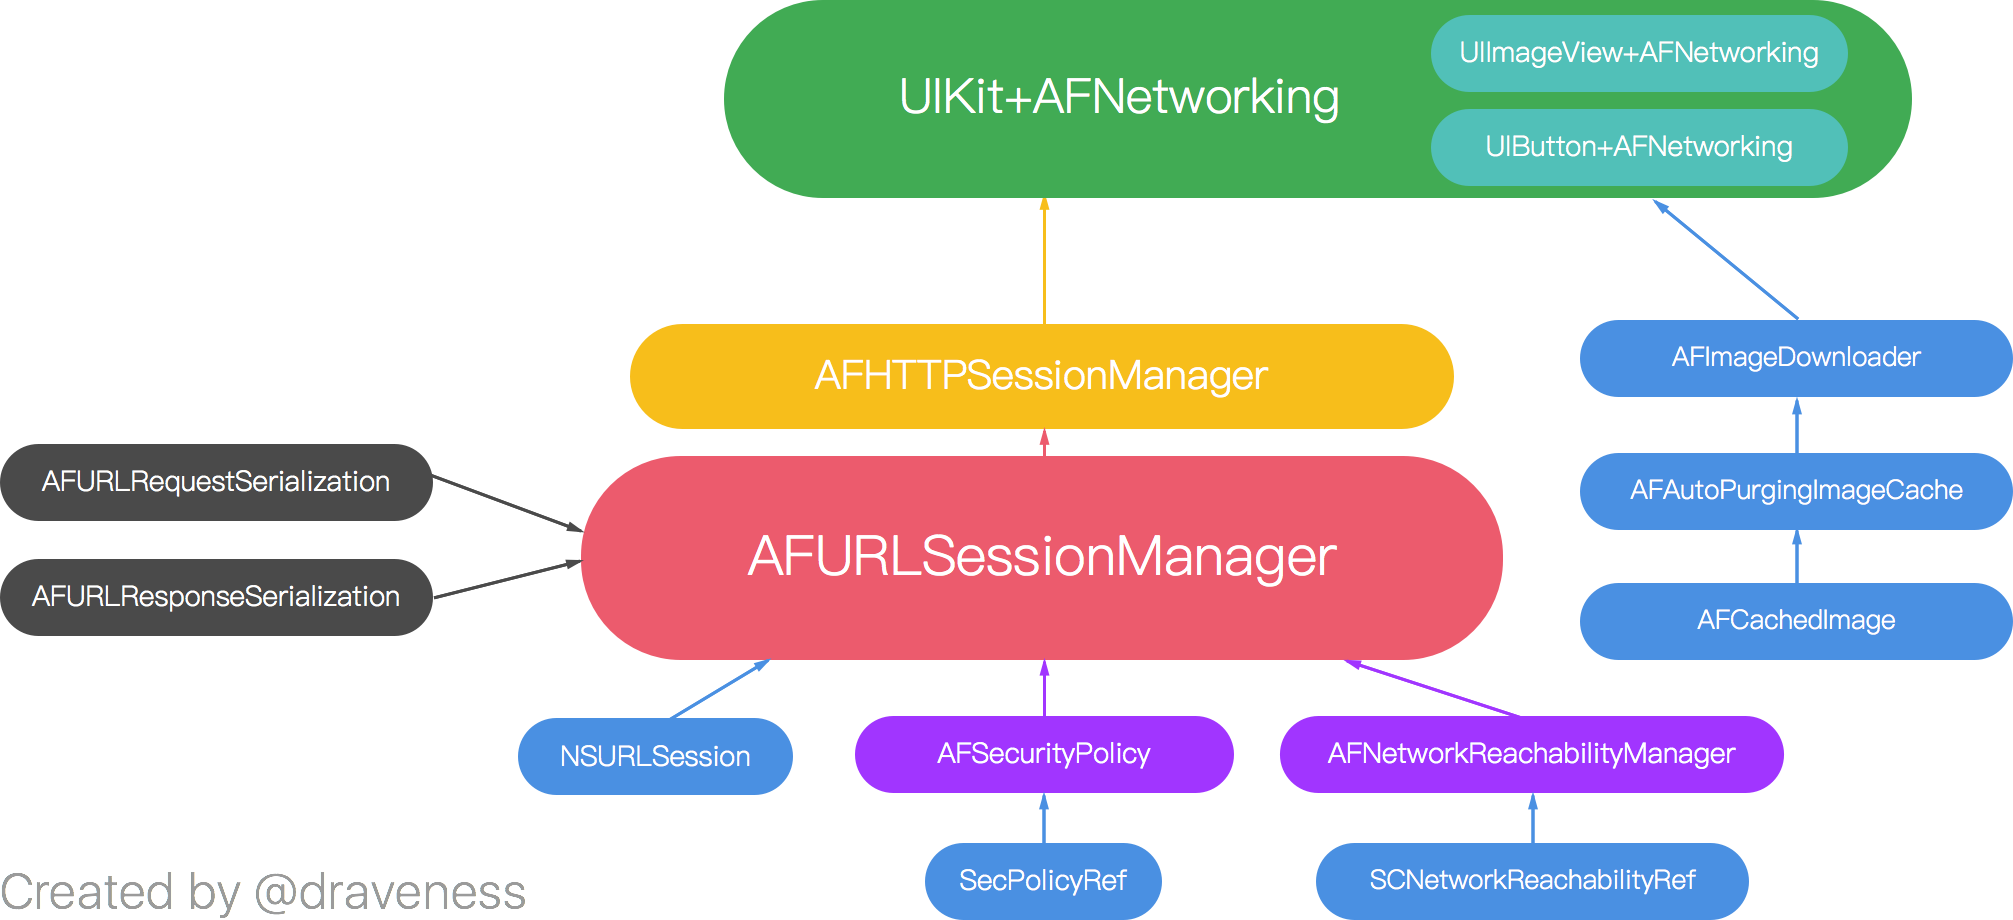 UIKit+AFNetworking
UIImageView+AFNetworking
UIButton+AFNetworking
AFHTTPSessionManager
AFImageDownloader
AFURLRequestSerialization
AFAutoPurgingImageCache
AFURLSessionManager
AFURLResponseSerialization
AFCachedImage
NSURLSession
AFSecurityPolicy
AFNetworkReachabilityManager
SecPolicyRef
SCNetworkReachabilityRef
Created by @draveness